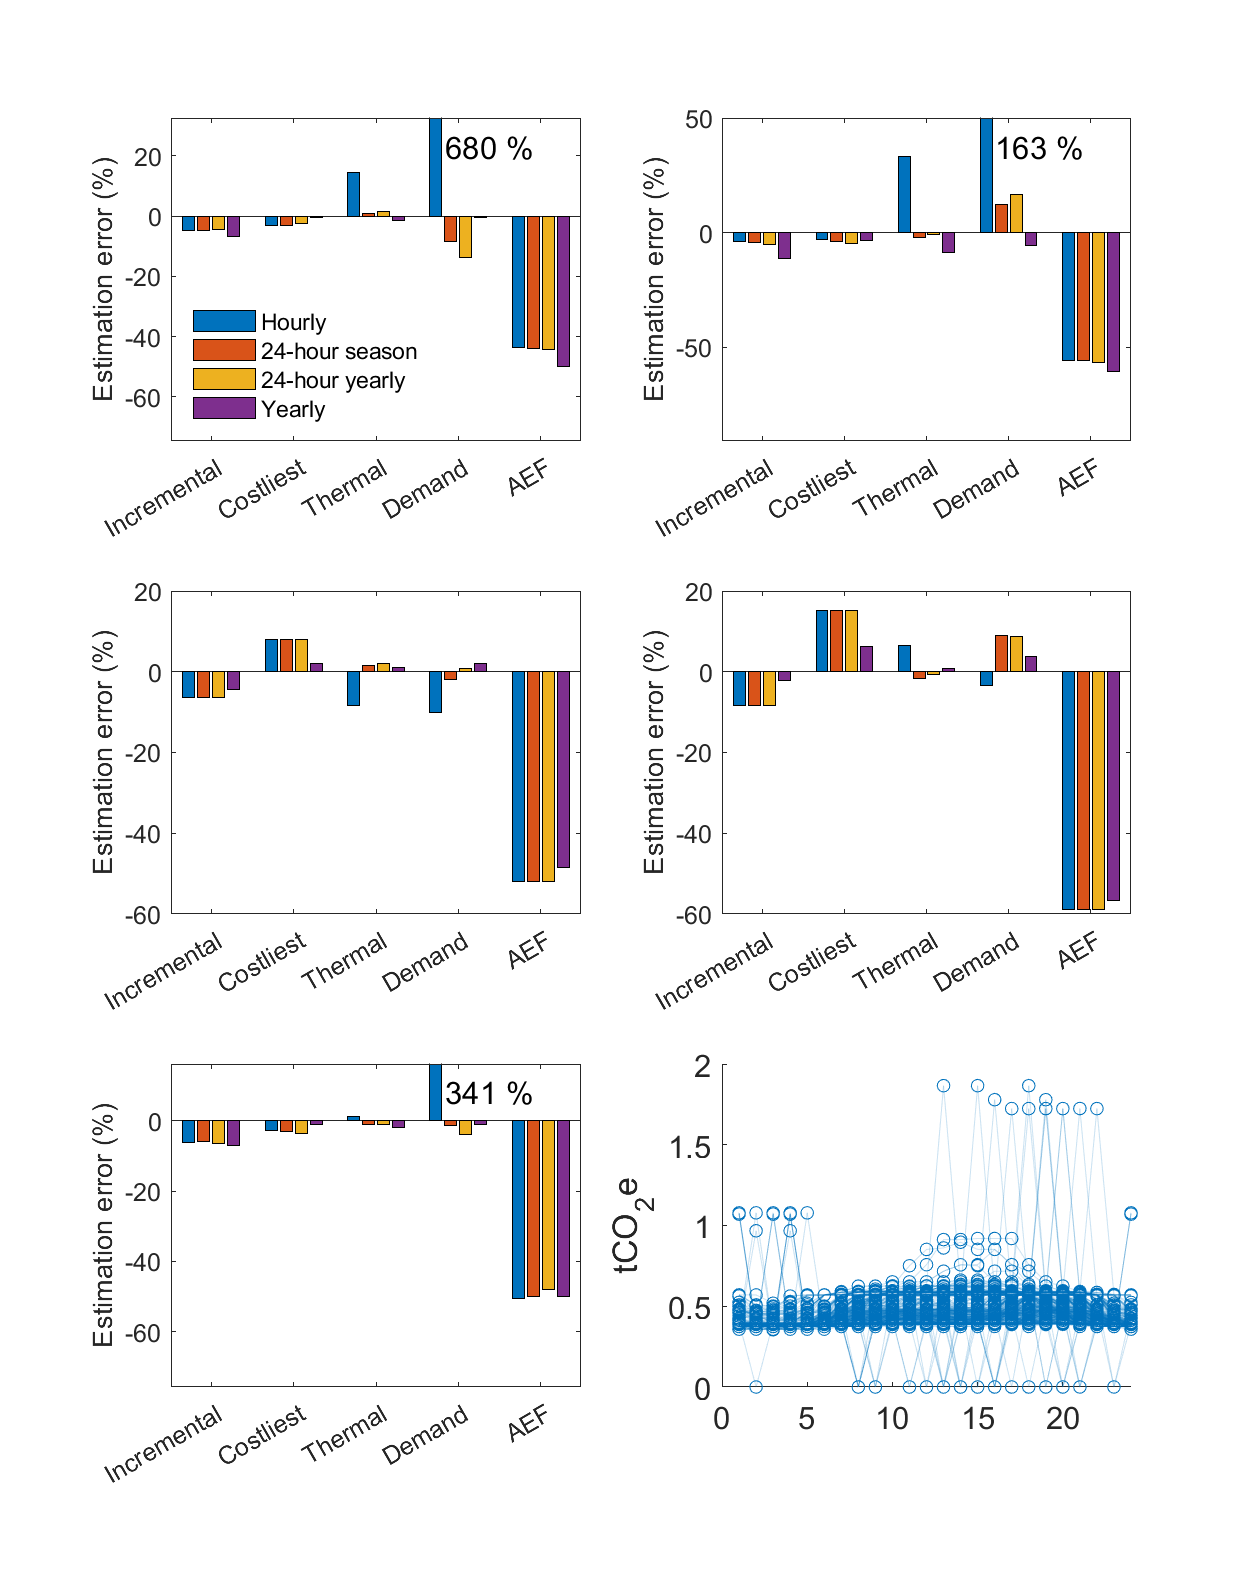 Estimation error (%)
20
0
-20
-40
-60
680 %
Hourly
24-hour season
24-hour yearly
Yearly
Incremental
Costliest
Thermal
Demand
AEF
Estimation error (%)
50
0
-50
163 %
Incremental
Costliest
Thermal
Demand
AEF
Estimation error (%)
20
0
-20
-40
-60
Incremental
Costliest
Thermal
Demand
AEF
Estimation error (%)
20
0
-20
-40
-60
Incremental
Costliest
Thermal
Demand
AEF
Estimation error (%)
0
-20
-40
-60
341 %
Incremental
Costliest
Thermal
Demand
AEF
tCO2e
2
1.5
1
0.5
0
0 5 10 15 20